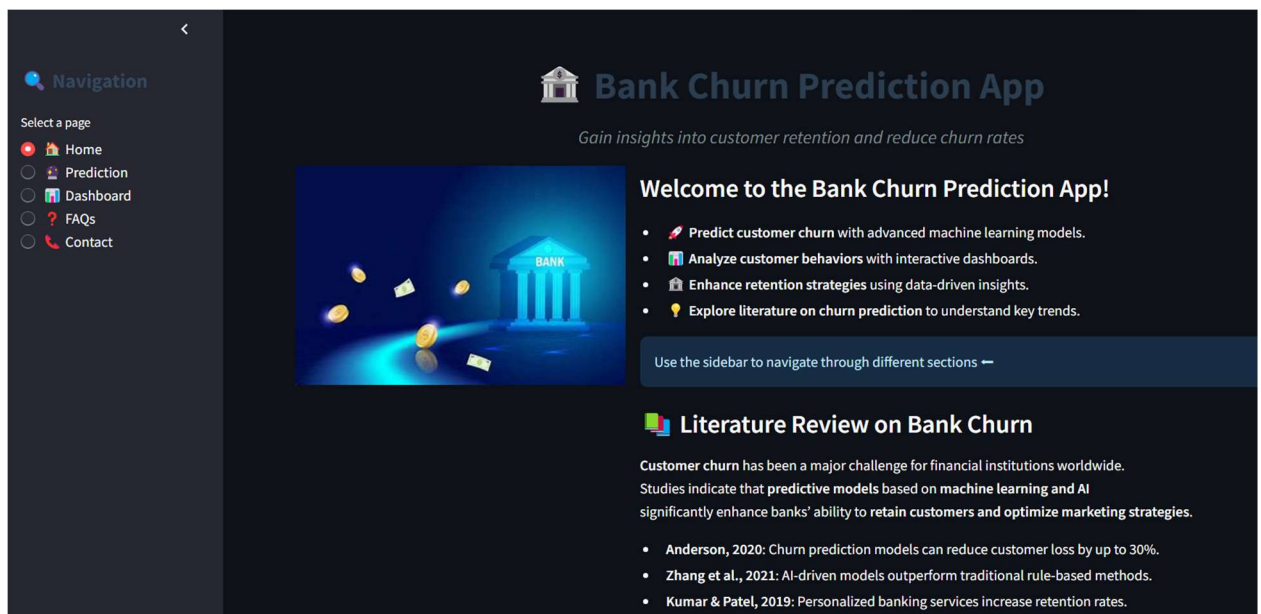 🔍 Navigation
Select a page
🏠 Home
🔮 Prediction
📊 Dashboard
❓ FAQs
📞 Contact
🏦 Bank Churn Prediction App
Gain insights into customer retention and reduce churn rates
BANK
Welcome to the Bank Churn Prediction App!
• 🚀 Predict customer churn with advanced machine learning models.
• 📊 Analyze customer behaviors with interactive dashboards.
• 🏦 Enhance retention strategies using data-driven insights.
• 💡 Explore literature on churn prediction to understand key trends.
Use the sidebar to navigate through different sections ⬅
📚 Literature Review on Bank Churn
Customer churn has been a major challenge for financial institutions worldwide.
Studies indicate that predictive models based on machine learning and AI
significantly enhance banks’ ability to retain customers and optimize marketing strategies.
• Anderson, 2020: Churn prediction models can reduce customer loss by up to 30%.
• Zhang et al., 2021: AI-driven models outperform traditional rule-based methods.
• Kumar & Patel, 2019: Personalized banking services increase retention rates.